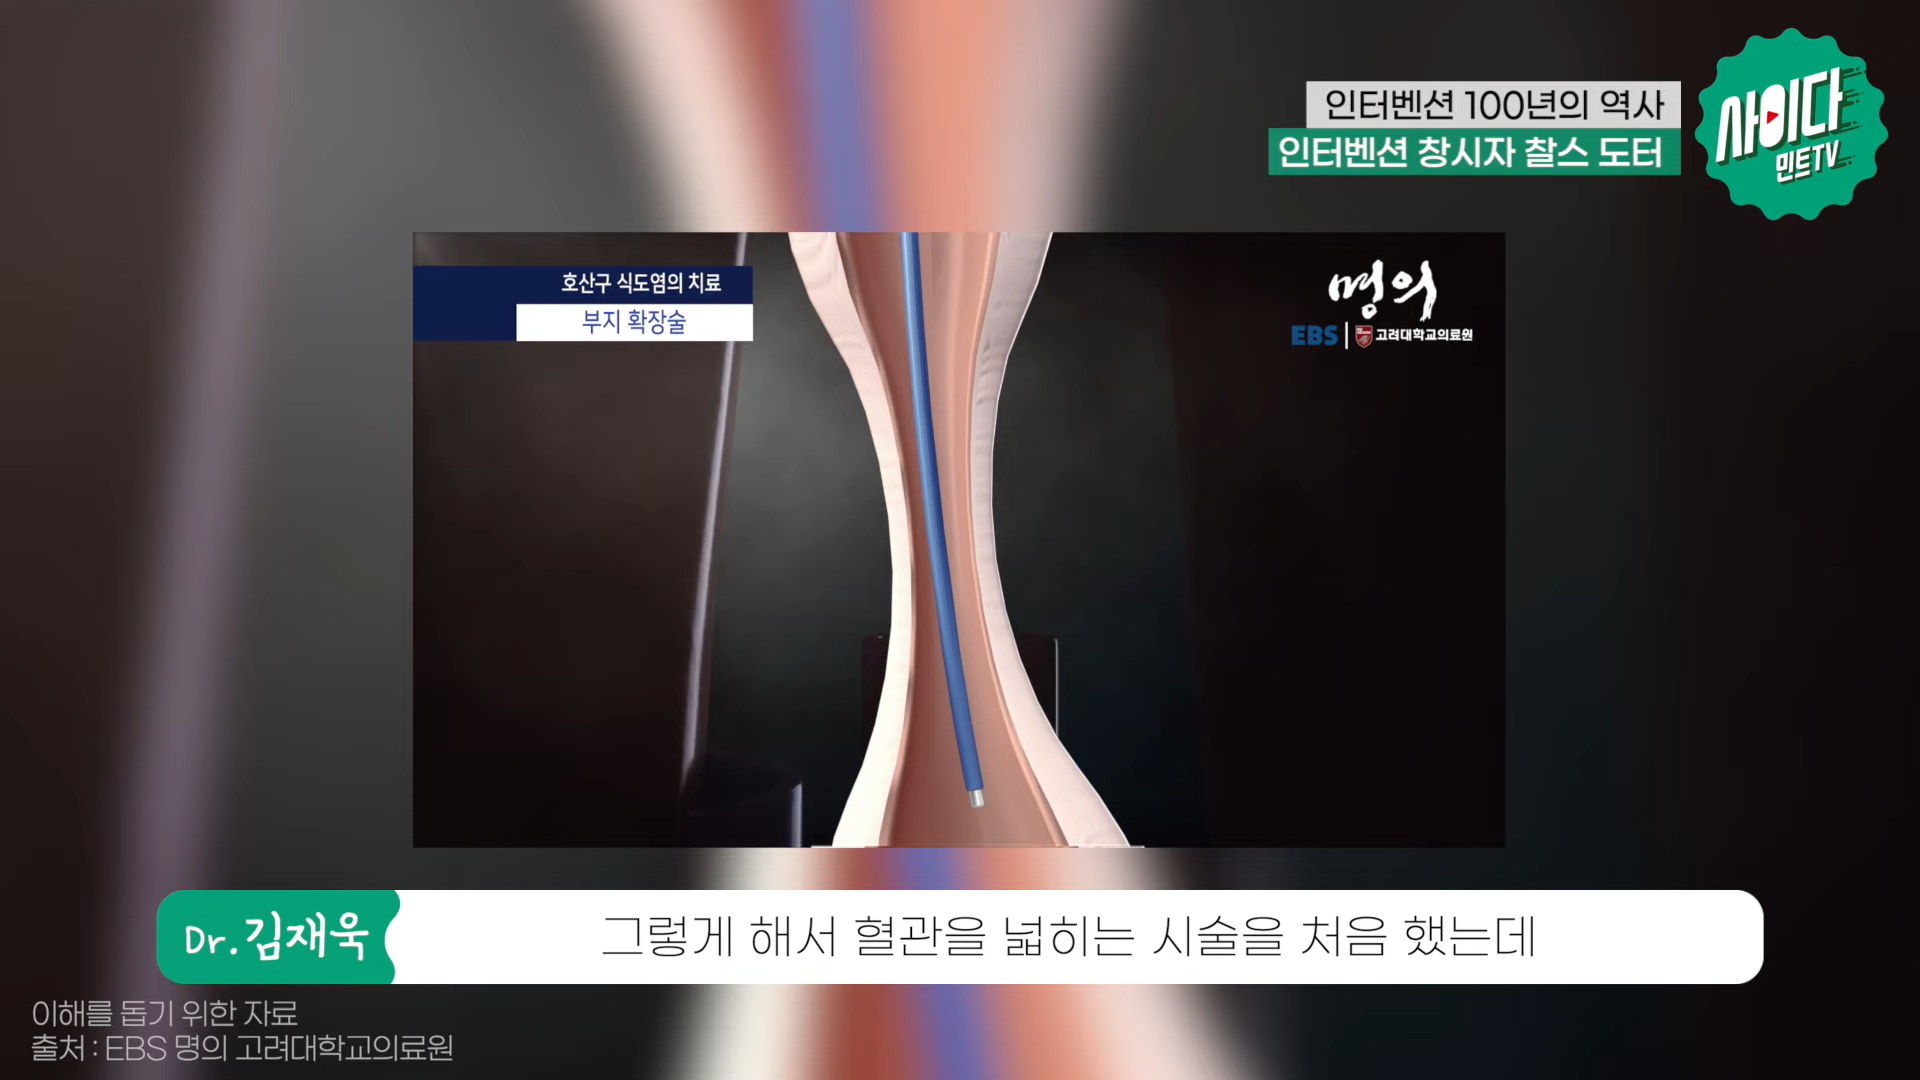 인터벤션 100년의 역사
인터벤션 창시자 찰스 도터
사이다
민트TV
호산구 식도염의 치료
부지 확장술
명의
EBS
고려대학교의료원
Dr.김재욱
그렇게 해서 혈관을 넓히는 시술을 처음 했는데
이해를 돕기 위한 자료
출처 : EBS 명의 고려대학교의료원